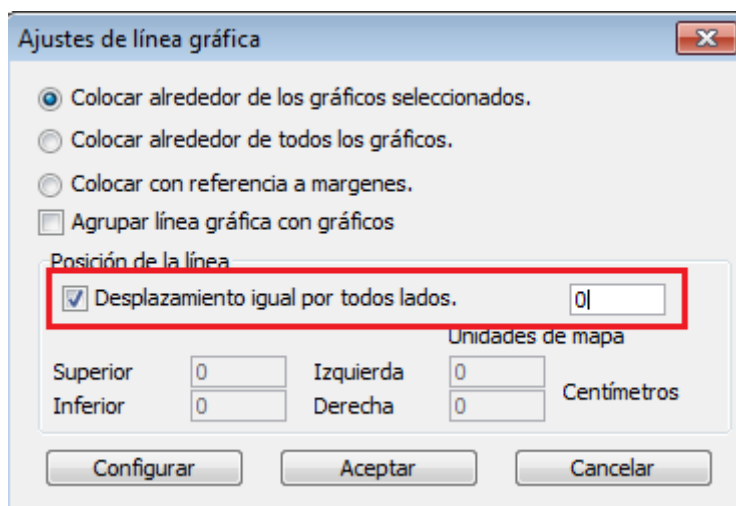 Ajustes de línea gráfica
Colocar alrededor de los gráficos seleccionados.
Colocar alrededor de todos los gráficos.
Colocar con referencia a margenes.
Agrupar línea gráfica con gráficos
Posición de la línea
Desplazamiento igual por todos lados. 0
Unidades de mapa
Superior 0 Izquierda 0
Inferior 0 Derecha 0
Centímetros
Configurar Aceptar Cancelar